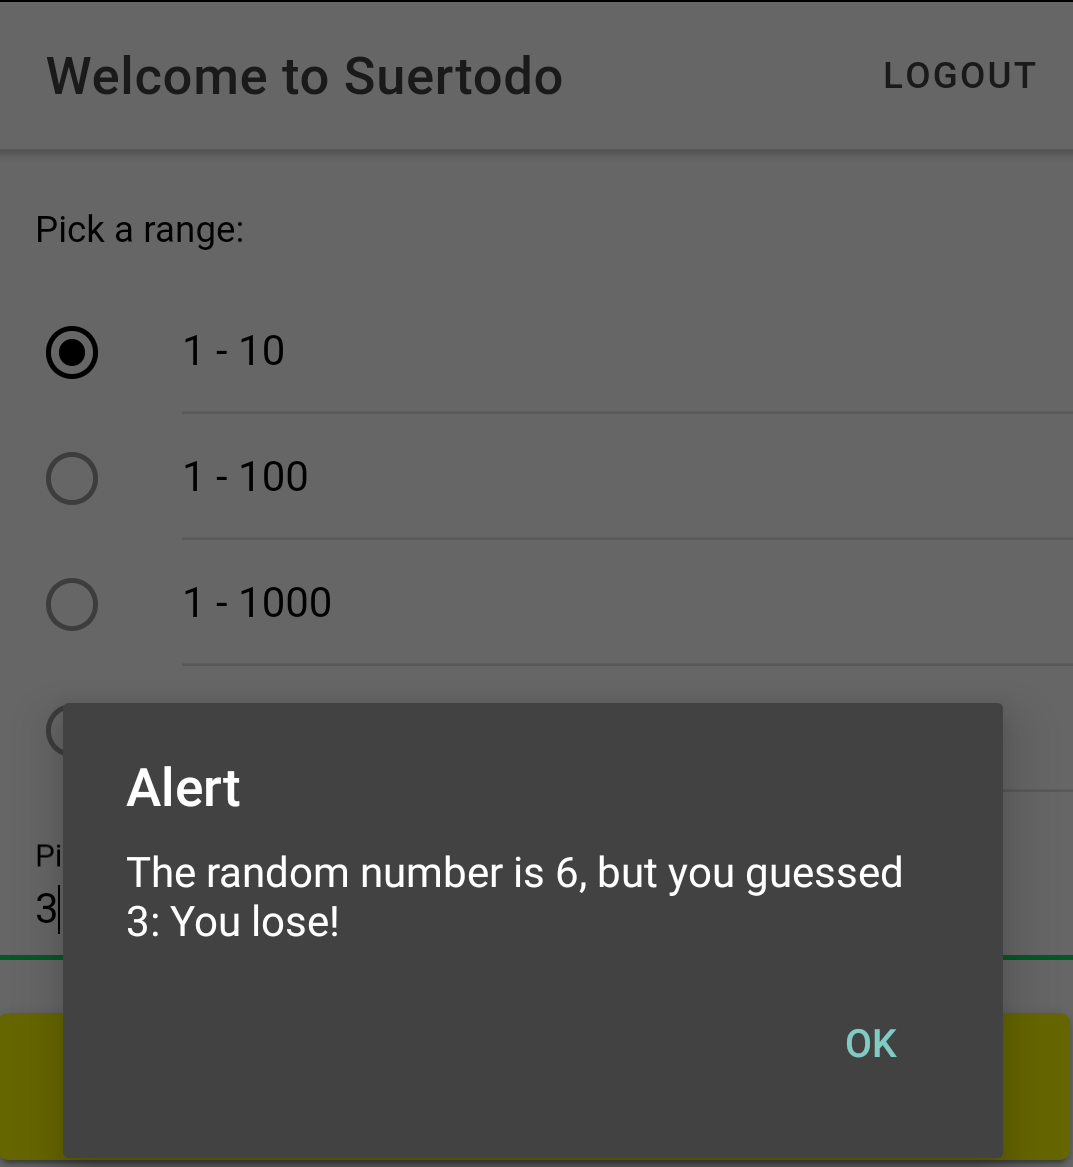 Welcome to Suertodo
LOGOUT
Pick a range:
1 - 10
1 - 100
1 - 1000
Alert
The random number is 6, but you guessed
3: You lose!
Pi
3
OK